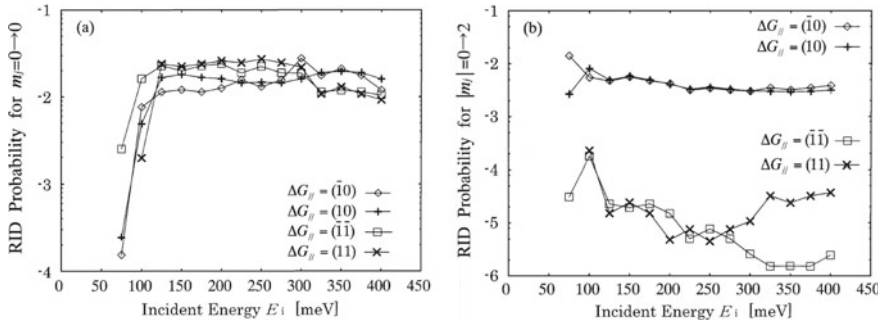 (a)
RID Probability for mⱼ=0→0
-1
-2
-3
-4
ΔG∥ = (1̄0)
ΔG∥ = (10)
ΔG∥ = (1̄1̄)
ΔG∥ = (11)
0 50 100 150 200 250 300 350 400 450
Incident Energy E i [meV]
(b)
RID Probability for |mⱼ|=0→2
-1
-2
-3
-4
-5
-6
ΔG∥ = (1̄0)
ΔG∥ = (10)
ΔG∥ = (1̄1̄)
ΔG∥ = (11)
0 50 100 150 200 250 300 350 400 450
Incident Energy E i [meV]